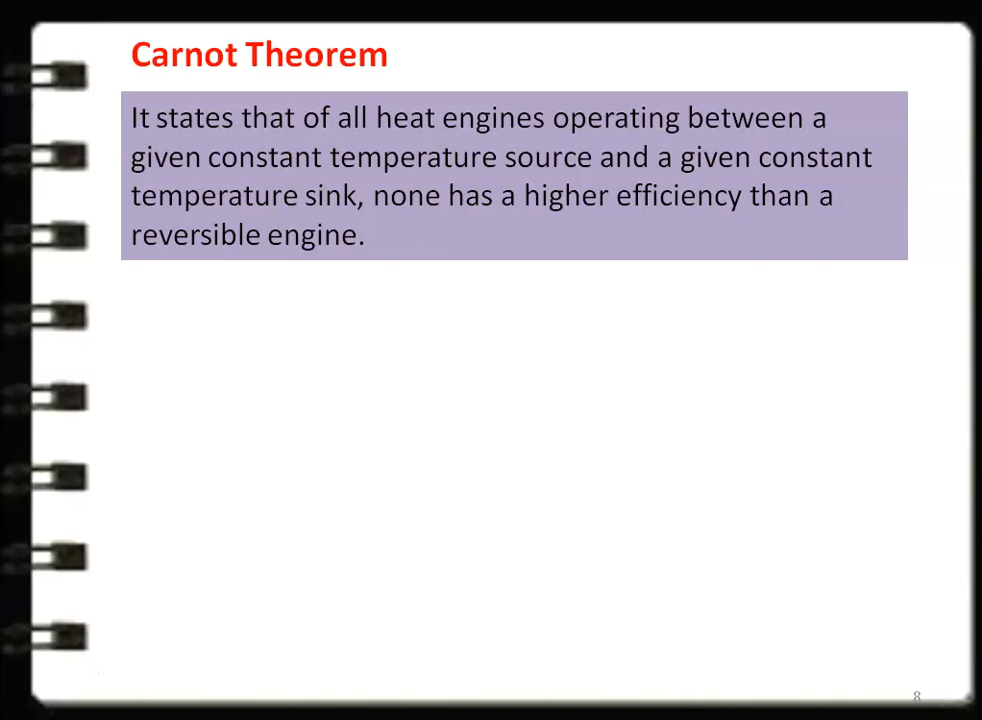 Carnot Theorem
It states that of all heat engines operating between a
given constant temperature source and a given constant
temperature sink, none has a higher efficiency than a
reversible engine.
8